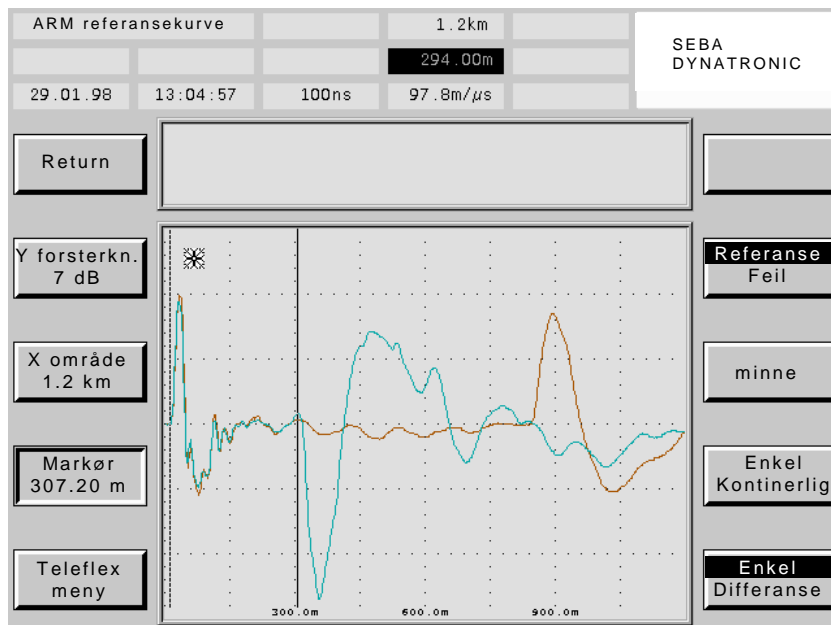 ARM referansekurve 1.2km
SEBA
DYNATRONIC
294.00m
29.01.98 13:04:57 100ns 97.8m/µs
Return
Y forsterkn.
7 dB
Referanse
Feil
X område
1.2 km
minne
Markør
307.20 m
Enkel
Kontinerlig
Teleflex
meny
Enkel
Differanse
300.0m 600.0m 900.0m